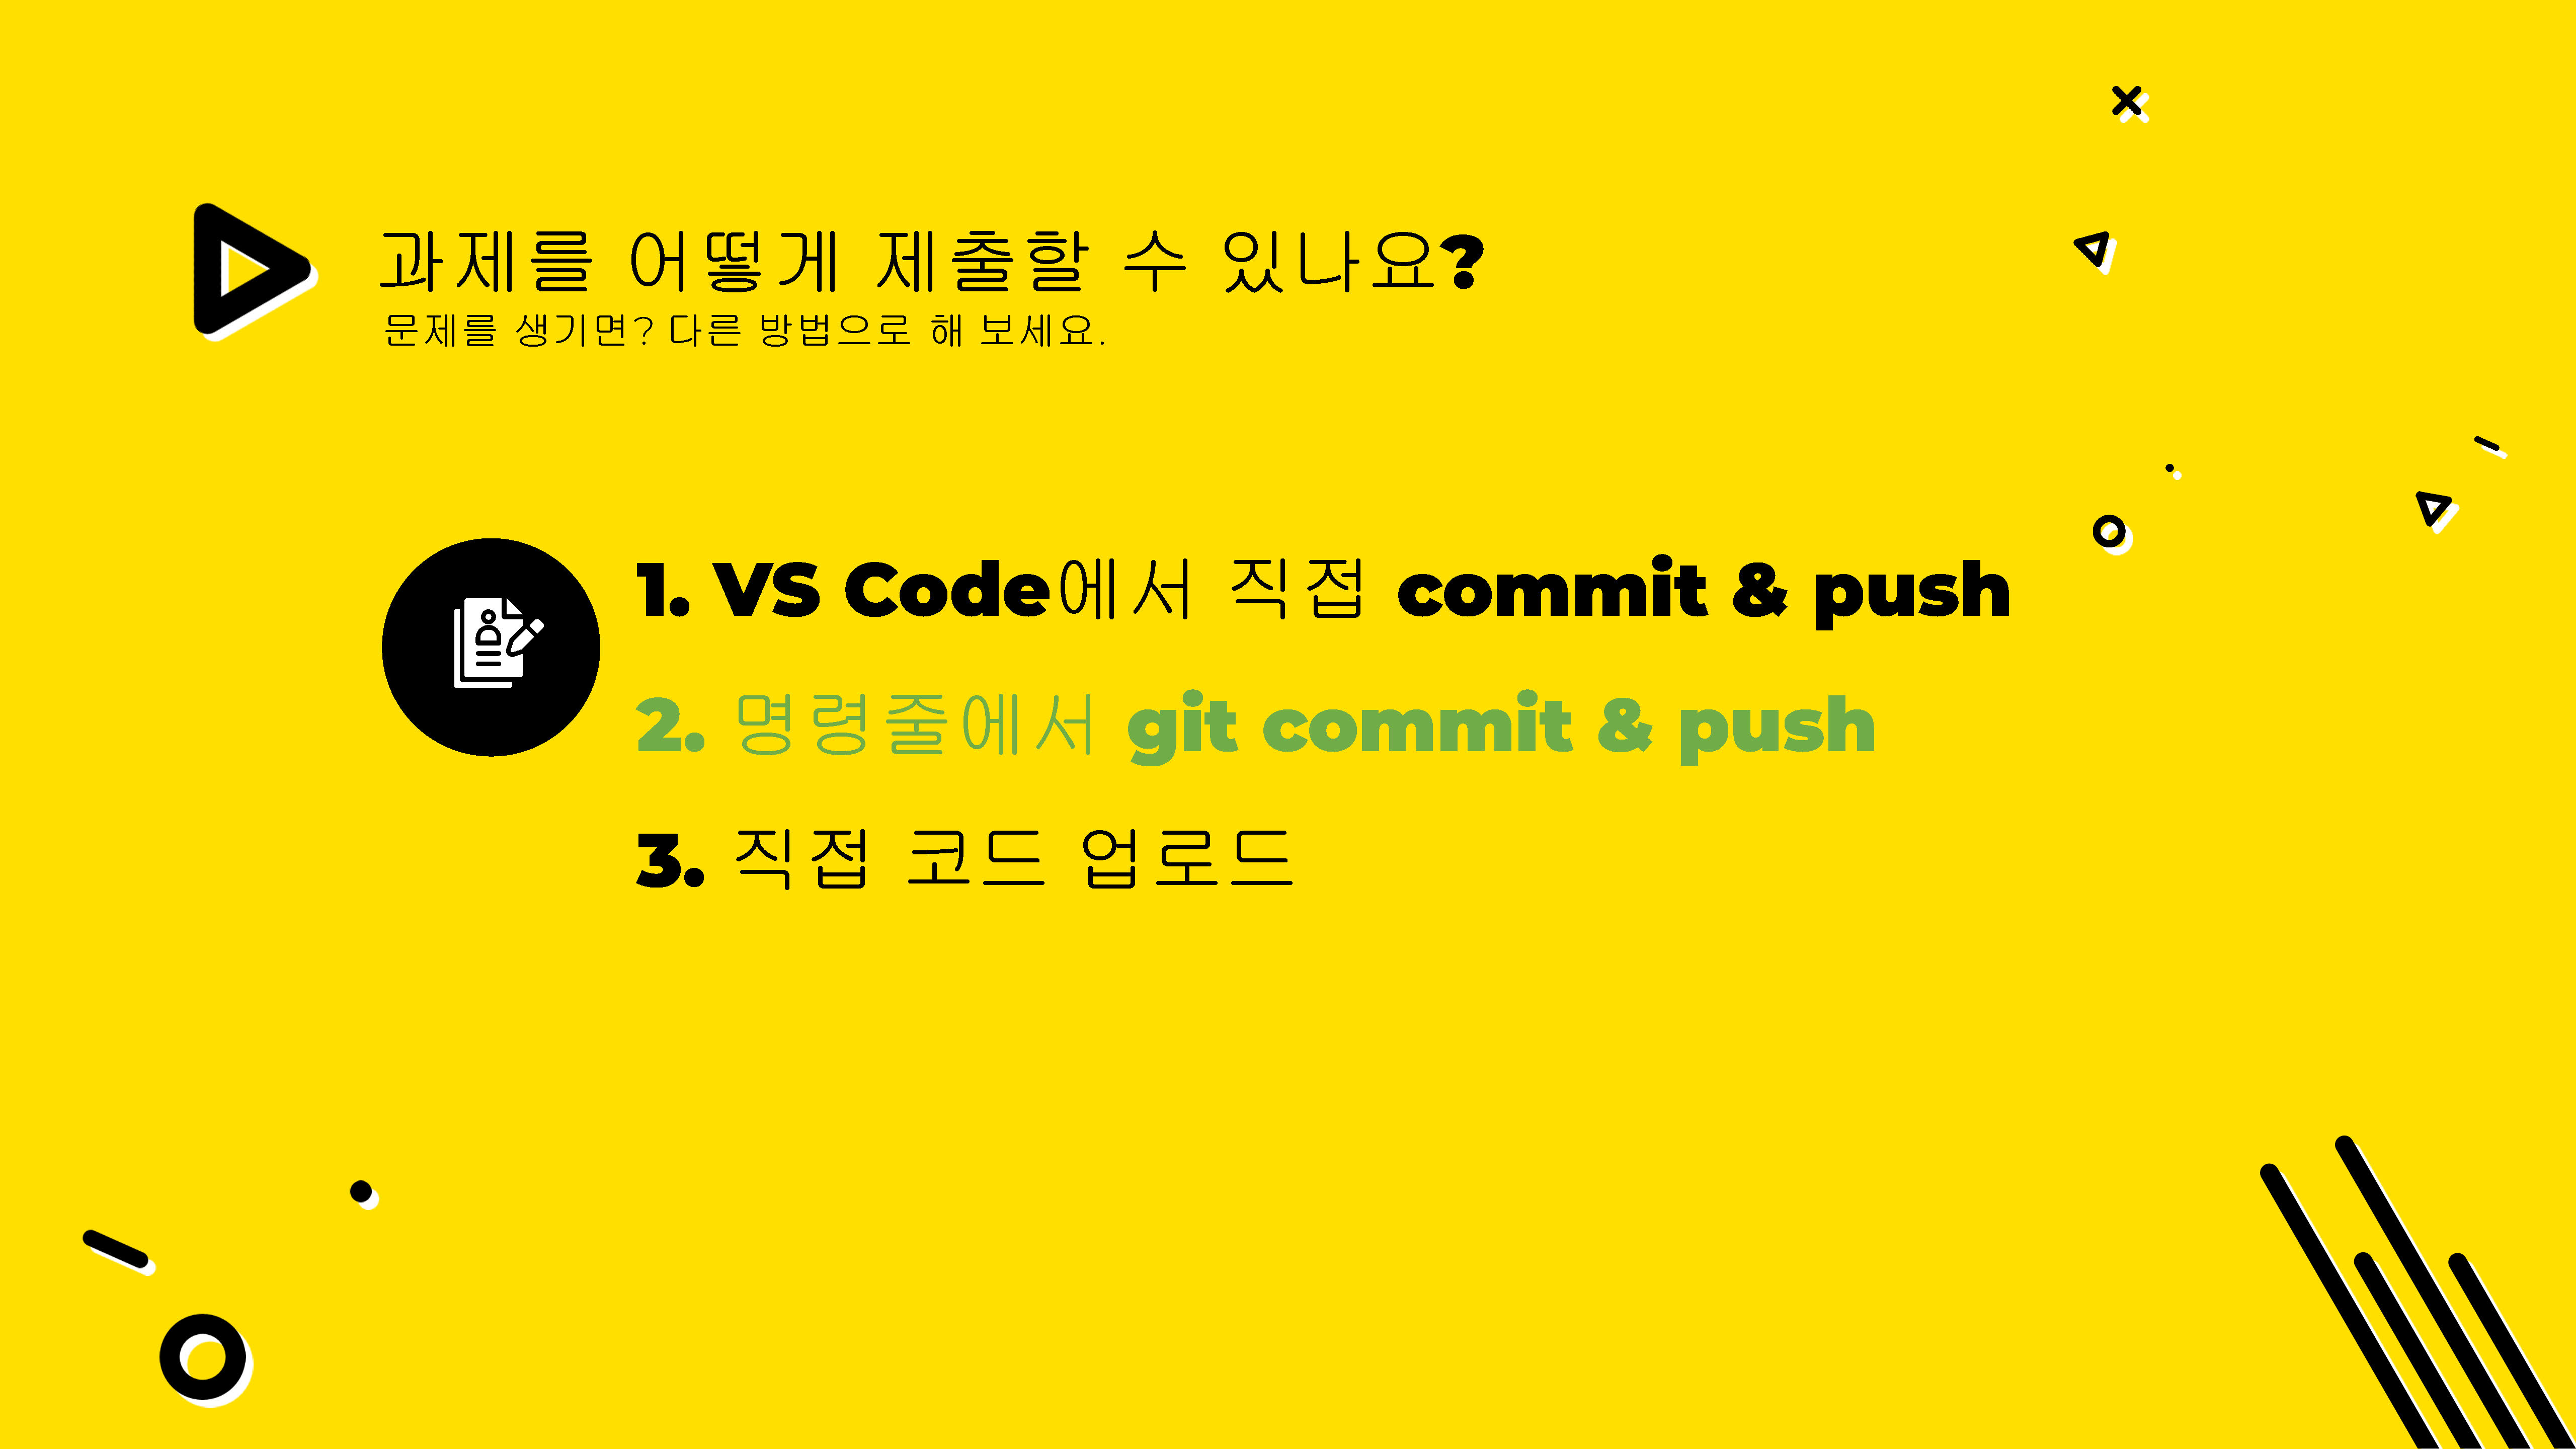 과제를 어떻게 제출할 수 있나요?
문제를 생기면? 다른 방법으로 해 보세요.
1. VS Code에서 직접 commit & push
2. 명령줄에서 git commit & push
3. 직접 코드 업로드